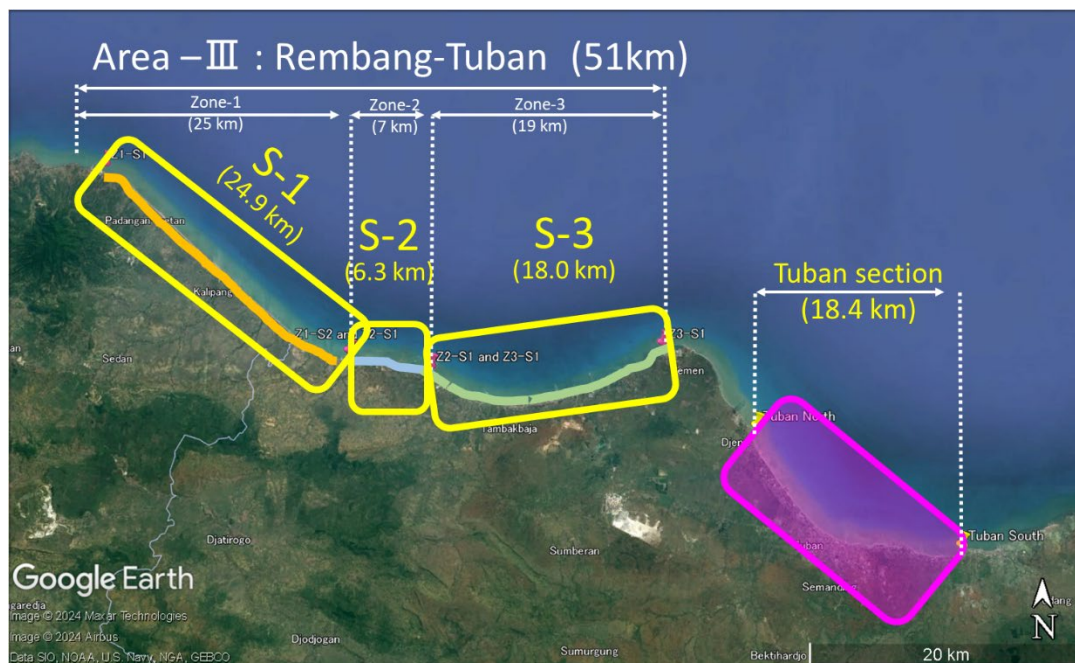 Area –Ⅲ : Rembang-Tuban (51km)
Zone-1
(25 km)
Zone-2
(7 km)
Zone-3
(19 km)
Z1-S1
S-1
(24.9 km)
S-2
(6.3 km)
S-3
(18.0 km)
Tuban section
(18.4 km)
Kalipang
Z1-S2 and
Z2-S1 and Z3-S1
Z3-S1
Sedan
Tambakbaja
Tuban North
Tuban South
Djatirogo
Sumberan
Google Earth
Image © 2024 Maxar Technologies
Image © 2024 Airbus
Data SIO, NOAA, U.S. Navy, NGA, GEBCO
Djodjogan
Sumurgung
Bektihardjo
20 km
N